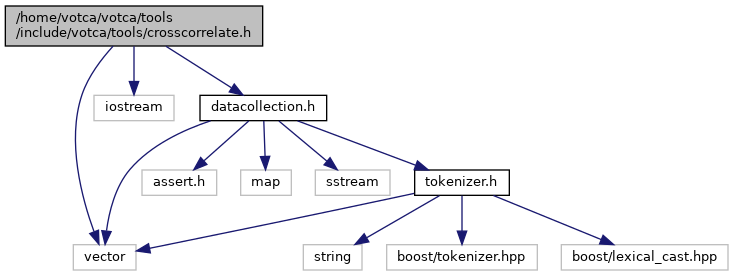 /home/votca/votca/tools
/include/votca/tools/crosscorrelate.h
iostream
datacollection.h
assert.h
map
sstream
tokenizer.h
vector
string
boost/tokenizer.hpp
boost/lexical_cast.hpp